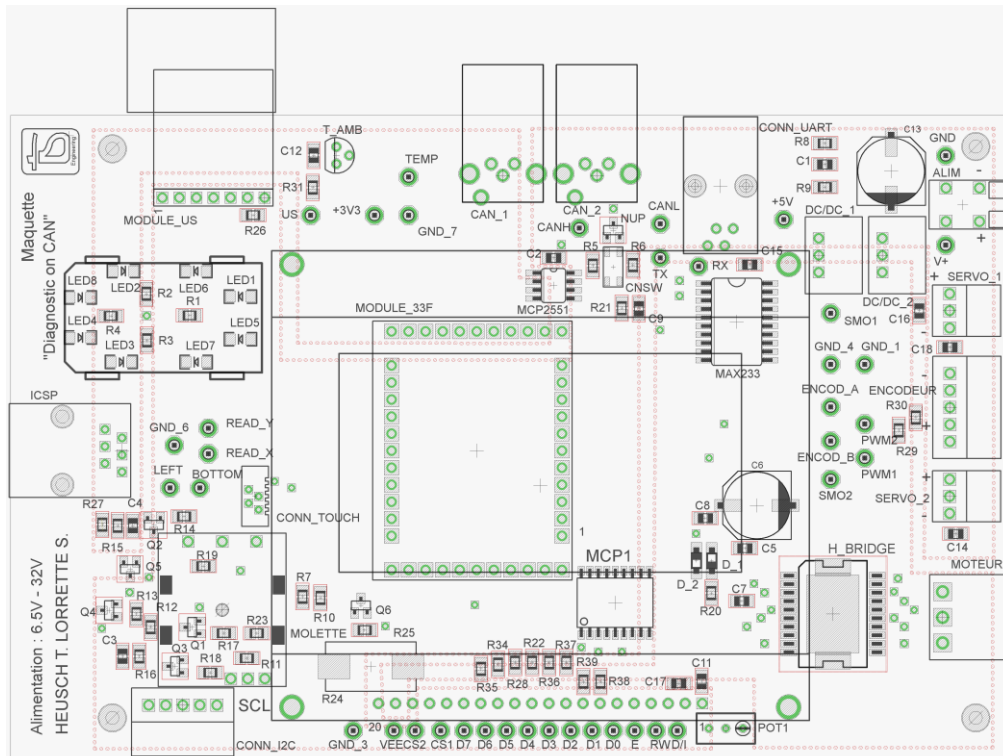 T_AMB
C12
R31
TEMP
US
+3V3
GND_7
MODULE_US
R26
CAN_1
CAN_2
NUP
CANH
CANL
CONN_UART
R8
C1
R9
C13
GND
ALIM
-
+
V+
+5V
DC/DC_1
DC/DC_2
Engineering
Maquette
"Diagnostic on CAN"
LED8
LED2
LED6
LED1
R2
R1
LED4
R4
R3
LED5
LED3
LED7
C2
R5
R6
TX
RX
C15
MCP2551
CNSW
R21
C9
MODULE_33F
MAX233
+
SERVO_1
-
C16
SMO1
C18
GND_4
GND_1
ENCOD_A
ENCODEUR
-
+
R30
R29
PWM2
ENCOD_B
PWM1
SMO2
SERVO_2
+
-
C14
ICSP
GND_6
READ_Y
READ_X
LEFT
BOTTOM
CONN_TOUCH
1
R27
C4
R15
Q2
R14
Q5
R19
C6
C8
C5
D_1
D_2
R20
C7
H_BRIDGE
MOTEUR
MCP1
Q4
R13
R12
Q1
R17
R23
R7
R10
Q6
R25
MOLETTE
C3
R16
Q3
R18
R11
R24
R34
R22
R37
R35
R28
R36
R39
R38
C17
C11
Alimentation : 6.5V - 32V
HEUSCH T. LORRETTE S.
SCL
CONN_I2C
20
1
POT1
GND_3
VEE
CS2
CS1
D7
D6
D5
D4
D3
D2
D1
D0
E
RW
D/I